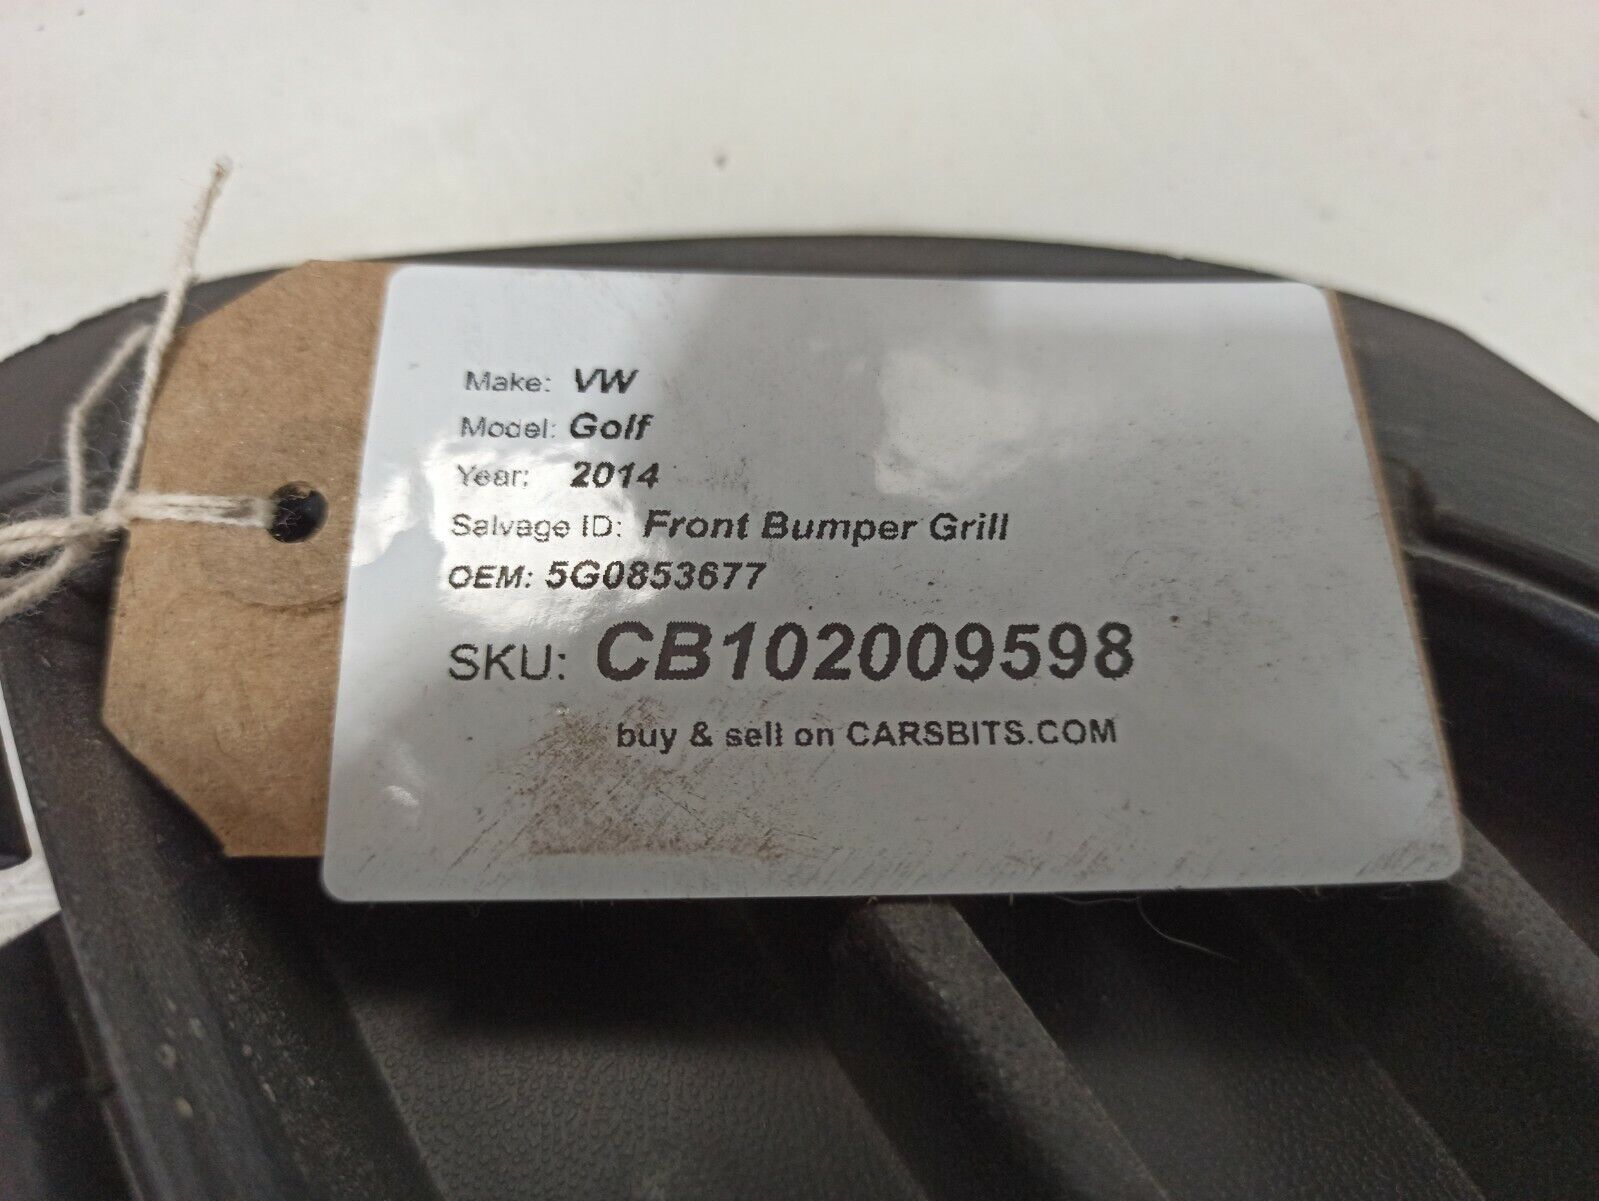 Make: VW
Model: Golf
Year: 2014
Salvage ID: Front Bumper Grill
OEM: 5G0853677
SKU: CB102009598
buy & sell on CARSBITS.COM